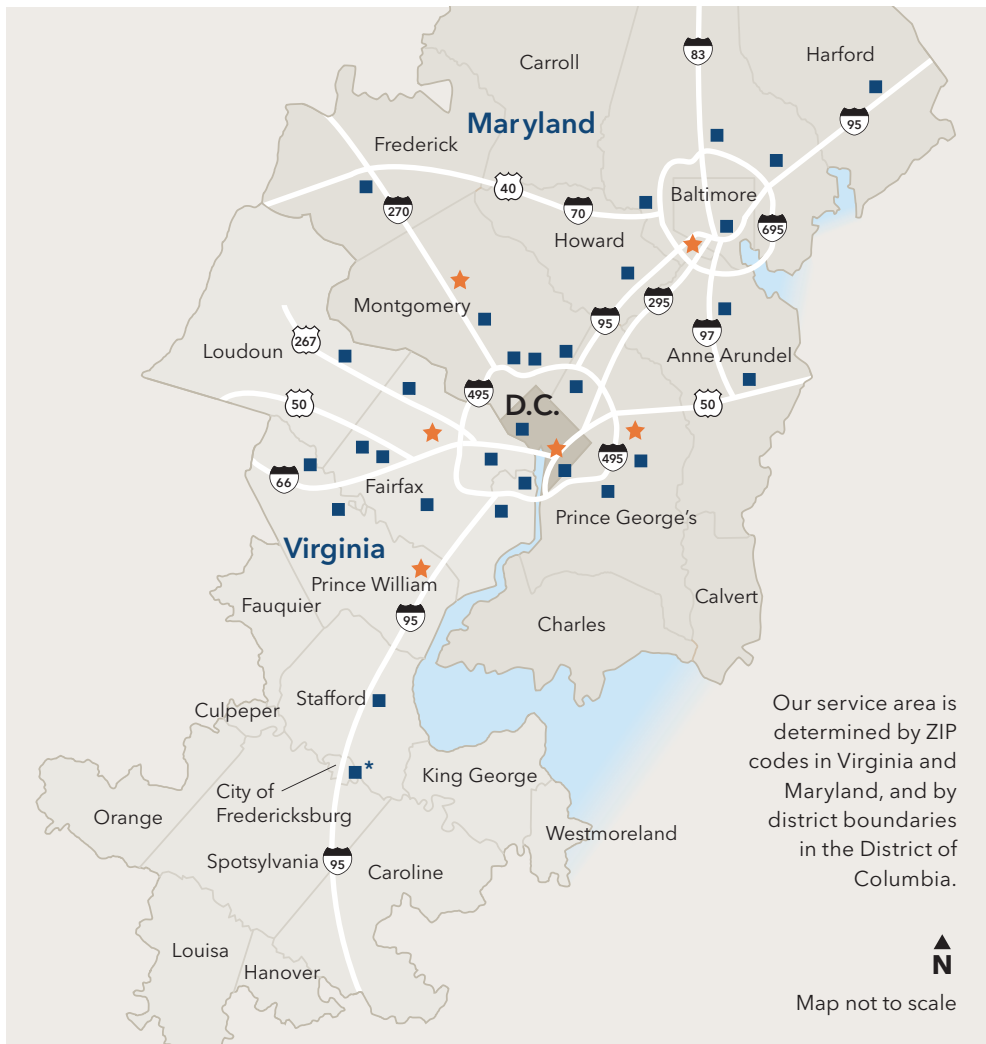 83
Carroll
Harford
95
Maryland
Frederick
40
Baltimore
270
70
695
Howard
295
Montgomery
95
97
267
Loudoun
Anne Arundel
495
50
D.C.
50
495
66
Fairfax
Prince George's
Virginia
Prince William
Calvert
Fauquier
95
Charles
Stafford
Culpeper
*
King George
City of
Fredericksburg
Orange
Westmoreland
Spotsylvania
95
Caroline
Louisa
Hanover
Our service area is
determined by ZIP
codes in Virginia and
Maryland, and by
district boundaries
in the District of
Columbia.
N
Map not to scale